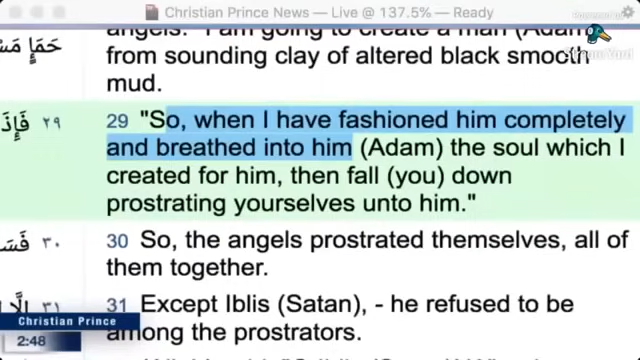 Christian Prince News — Live @ 137.5% — Ready
angels: "I am going to create a man (Adam
from sounding clay of altered black smooth
mud.
29 "So, when I have fashioned him completely
and breathed into him (Adam) the soul which I
created for him, then fall (you) down
prostrating yourselves unto him."
٢٩
30 So, the angels prostrated themselves, all of
them together.
٣٠
31 Except Iblis (Satan), - he refused to be
among the prostrators.
٣١
Christian Prince
2:48